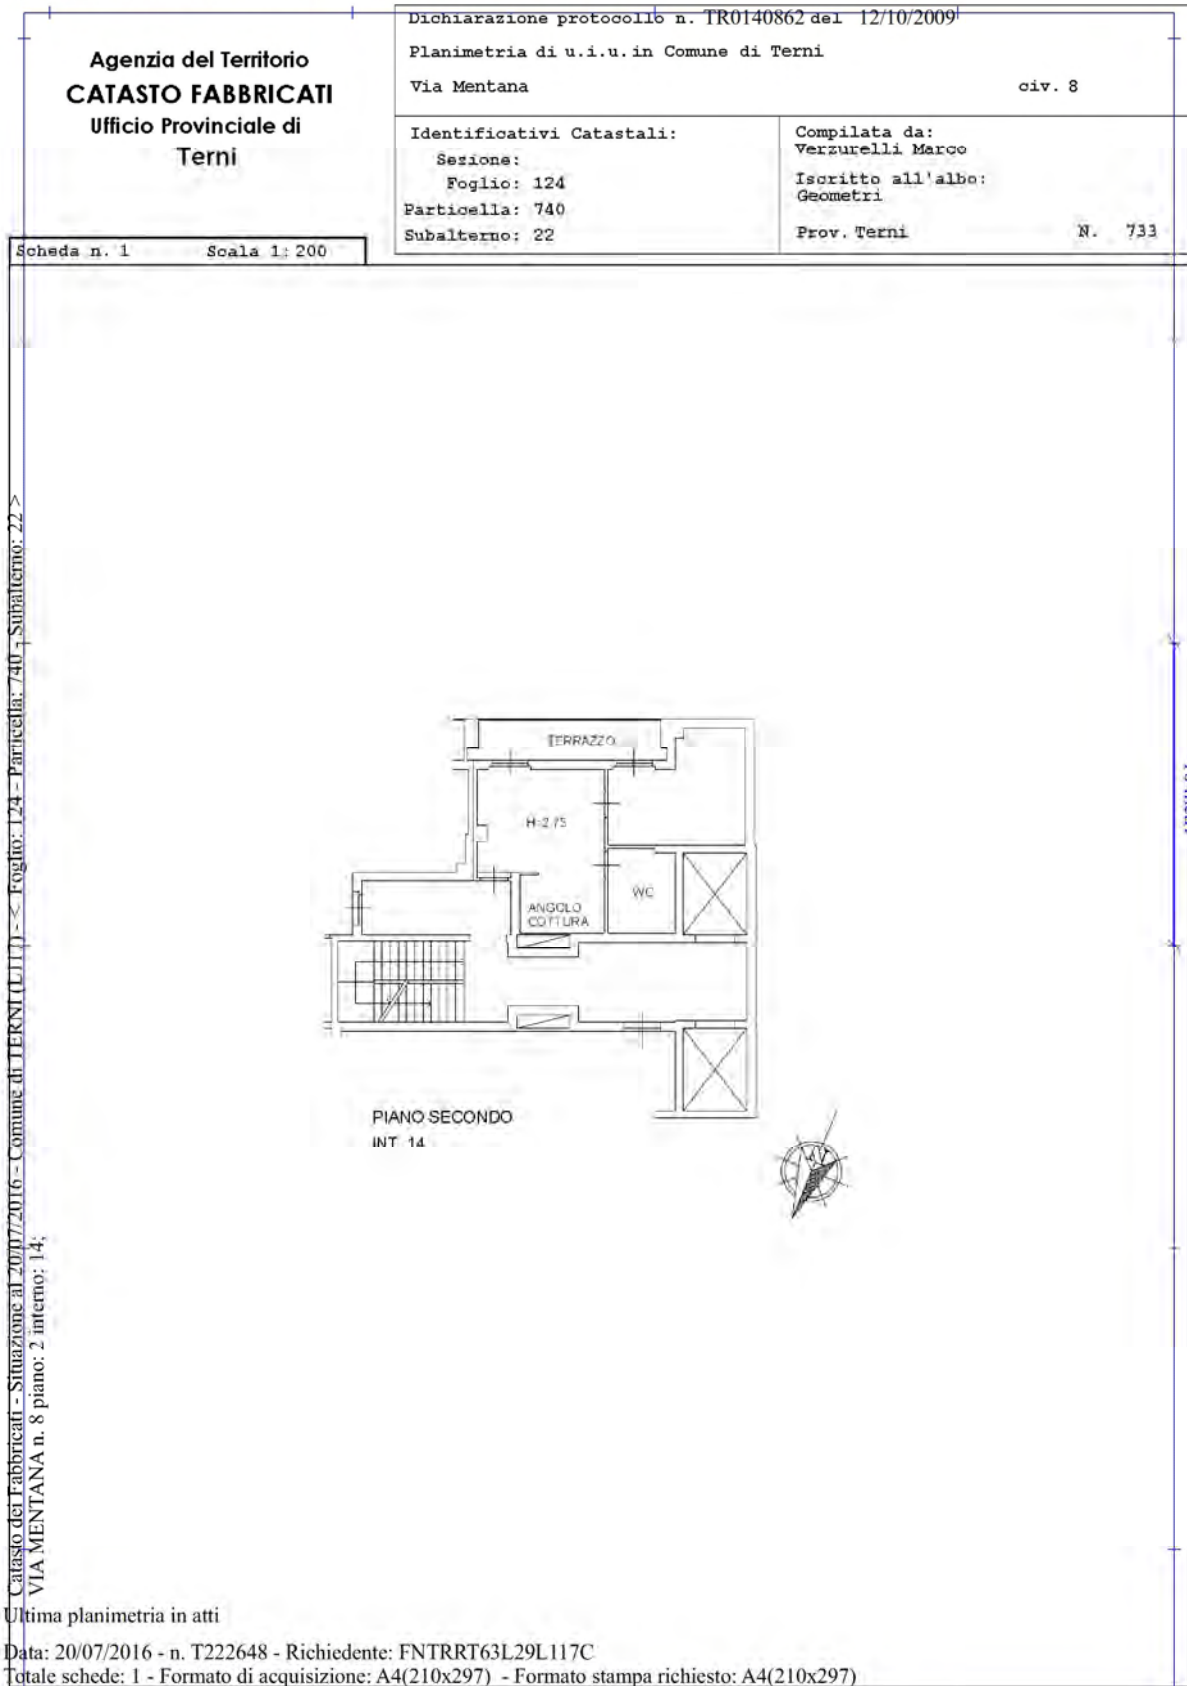 Agenzia del Territorio
CATASTO FABBRICATI
Ufficio Provinciale di
Terni
Dichiarazione protocollo n. TR0140862 del 12/10/2009
Planimetria di u.i.u. in Comune di Terni
Via Mentana civ. 8
Identificativi Catastali:
Sezione:
Foglio: 124
Particella: 740
Subalterno: 22
Compilata da:
Verzurelli Marco
Iscritto all'albo:
Geometri
Prov. Terni N. 733
Scheda n. 1 Scala 1: 200
TERRAZZO
H=2.75
WC
ANGOLO
COTTURA
PIANO SECONDO
INT. 14
Catasto dei Fabbricati - Situazione al 20/07/2016 - Comune di TERNI (L117) - < Foglio: 124 - Particella: 740 - Subalterno: 22 >
VIA MENTANA n. 8 piano: 2 interno: 14;
Ultima planimetria in atti
Data: 20/07/2016 - n. T222648 - Richiedente: FNTRRT63L29L117C
Totale schede: 1 - Formato di acquisizione: A4(210x297) - Formato stampa richiesto: A4(210x297)